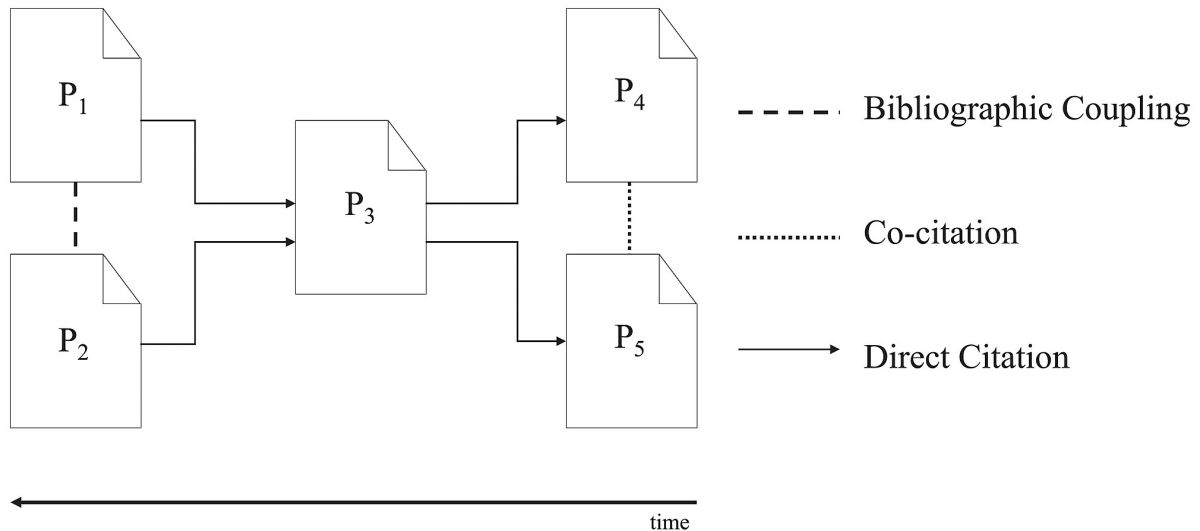 P₁
P₄
Bibliographic Coupling
P₃
Co-citation
P₂
P₅
Direct Citation
time